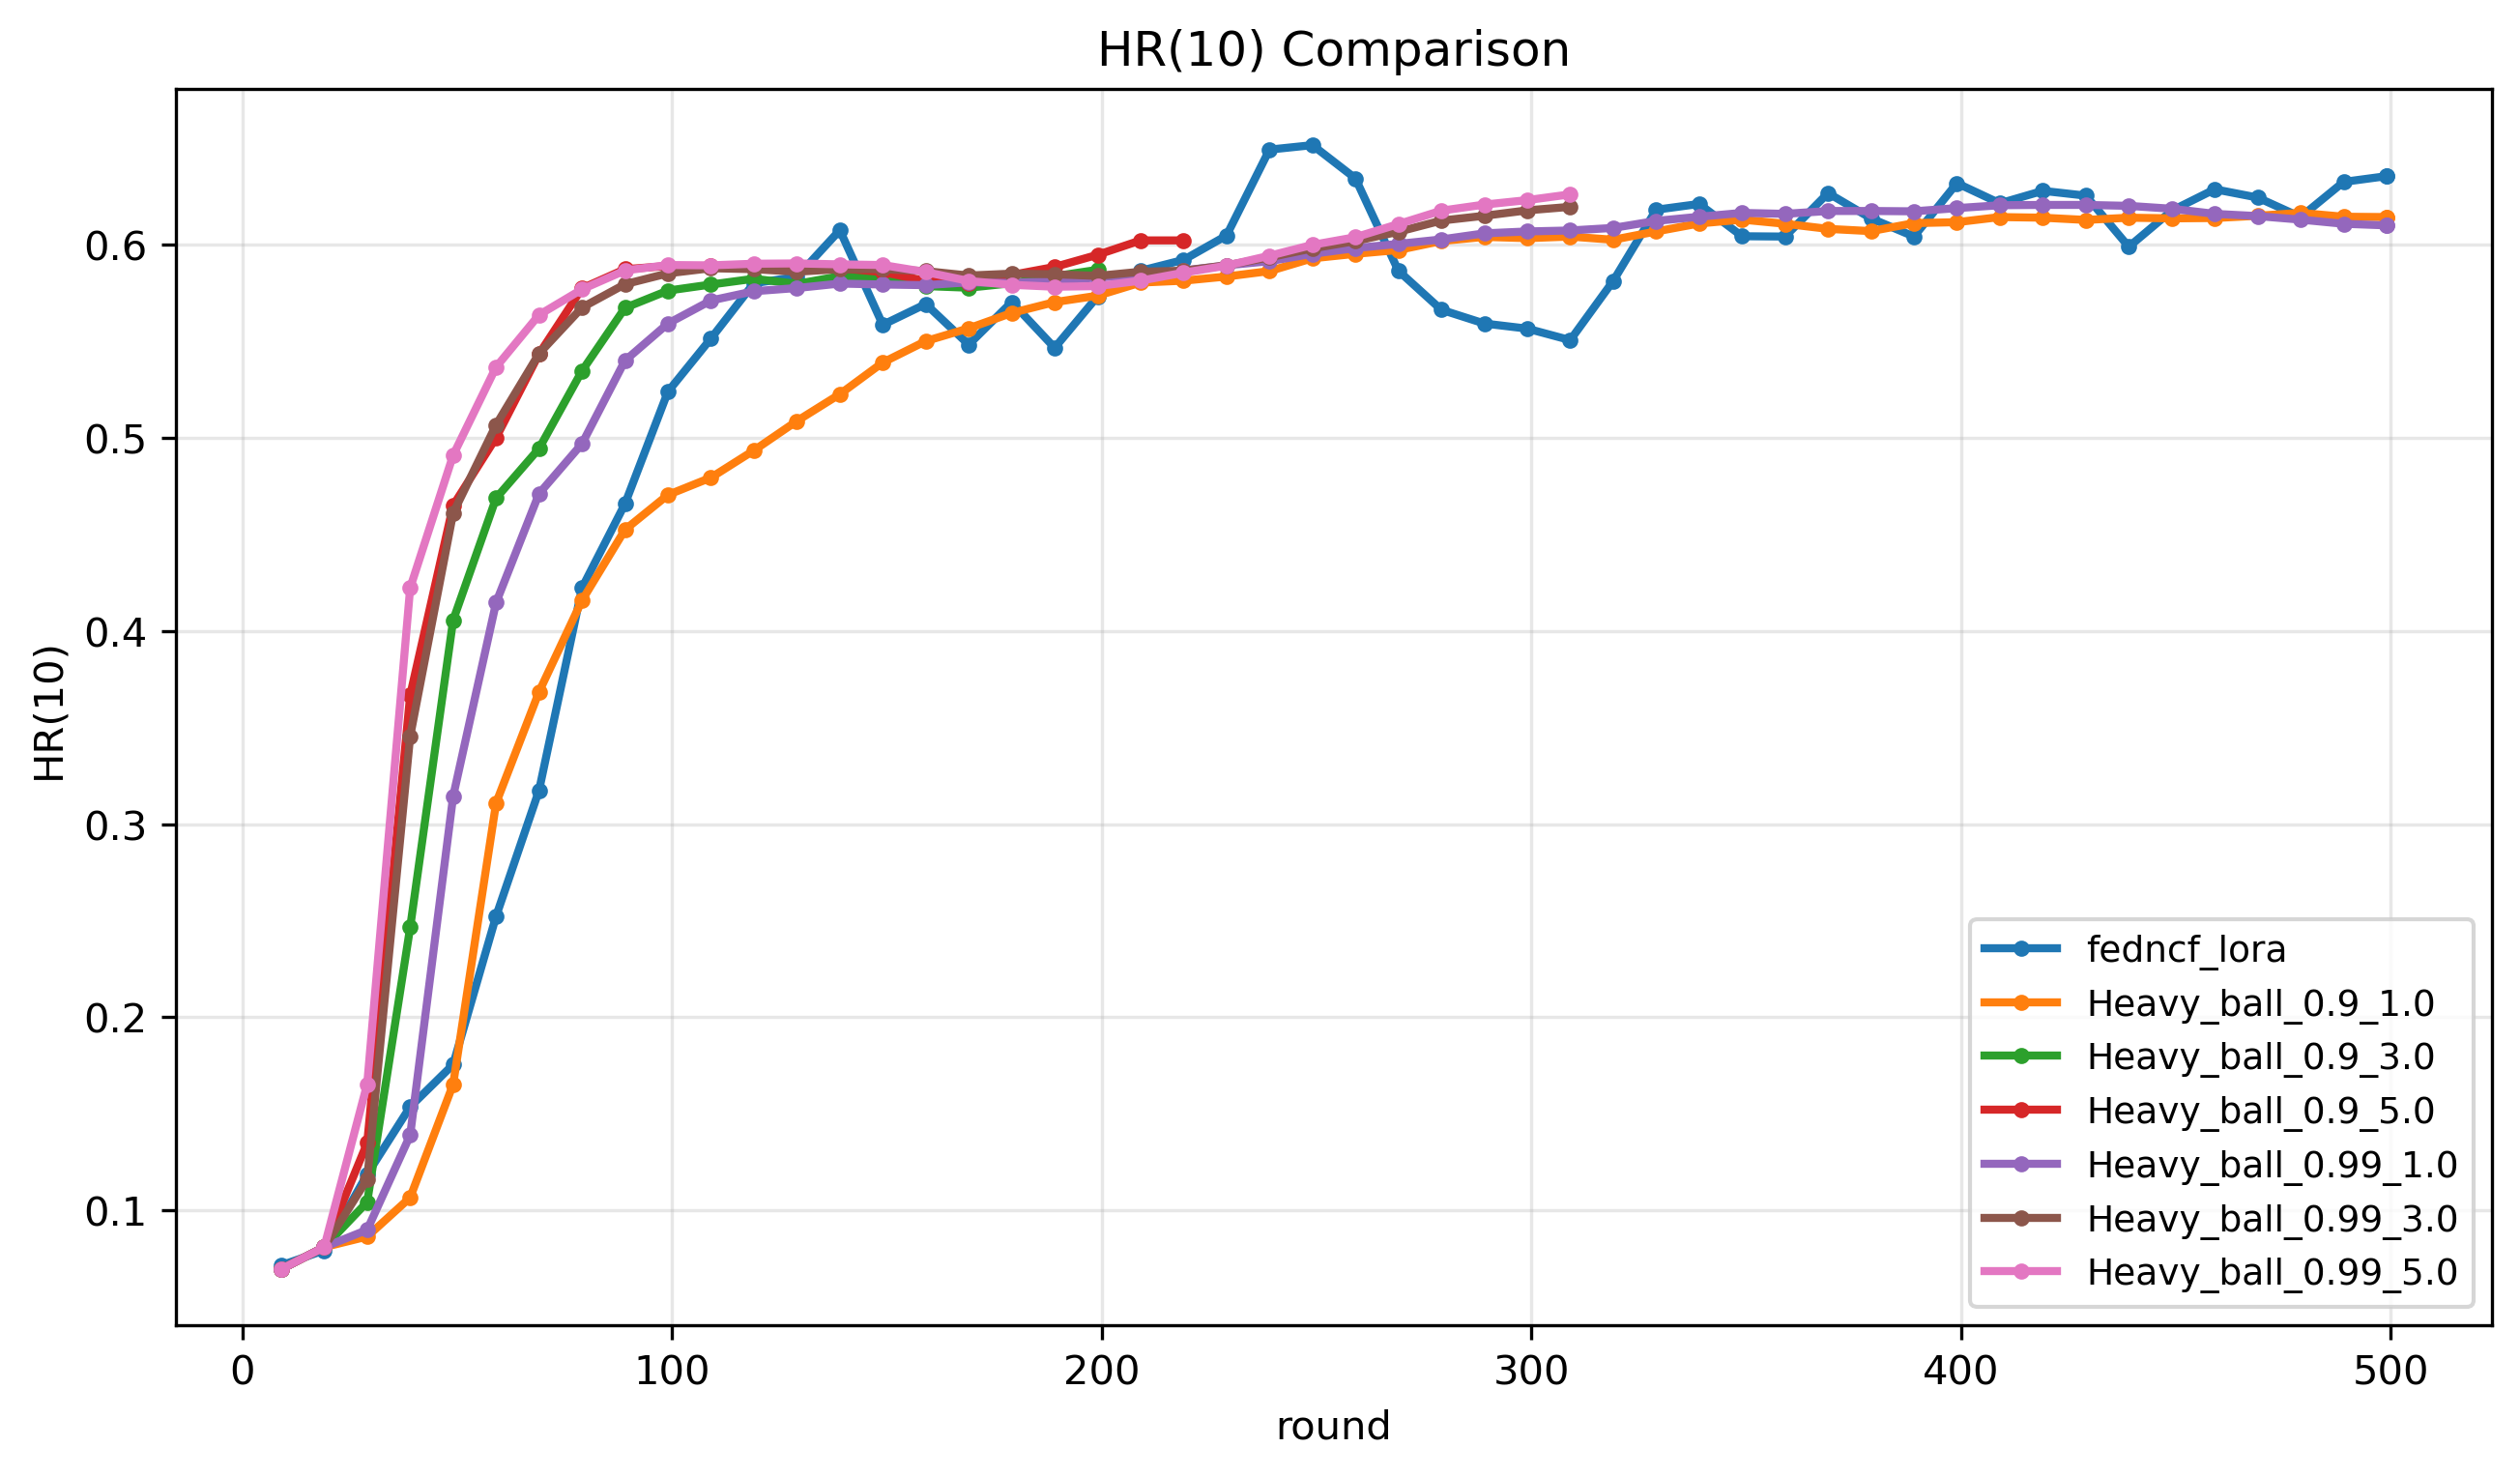 HR(10) Comparison
HR(10)
0.6
0.5
0.4
0.3
0.2
0.1
fedncf_lora
Heavy_ball_0.9_1.0
Heavy_ball_0.9_3.0
Heavy_ball_0.9_5.0
Heavy_ball_0.99_1.0
Heavy_ball_0.99_3.0
Heavy_ball_0.99_5.0
0 100 200 300 400 500
round